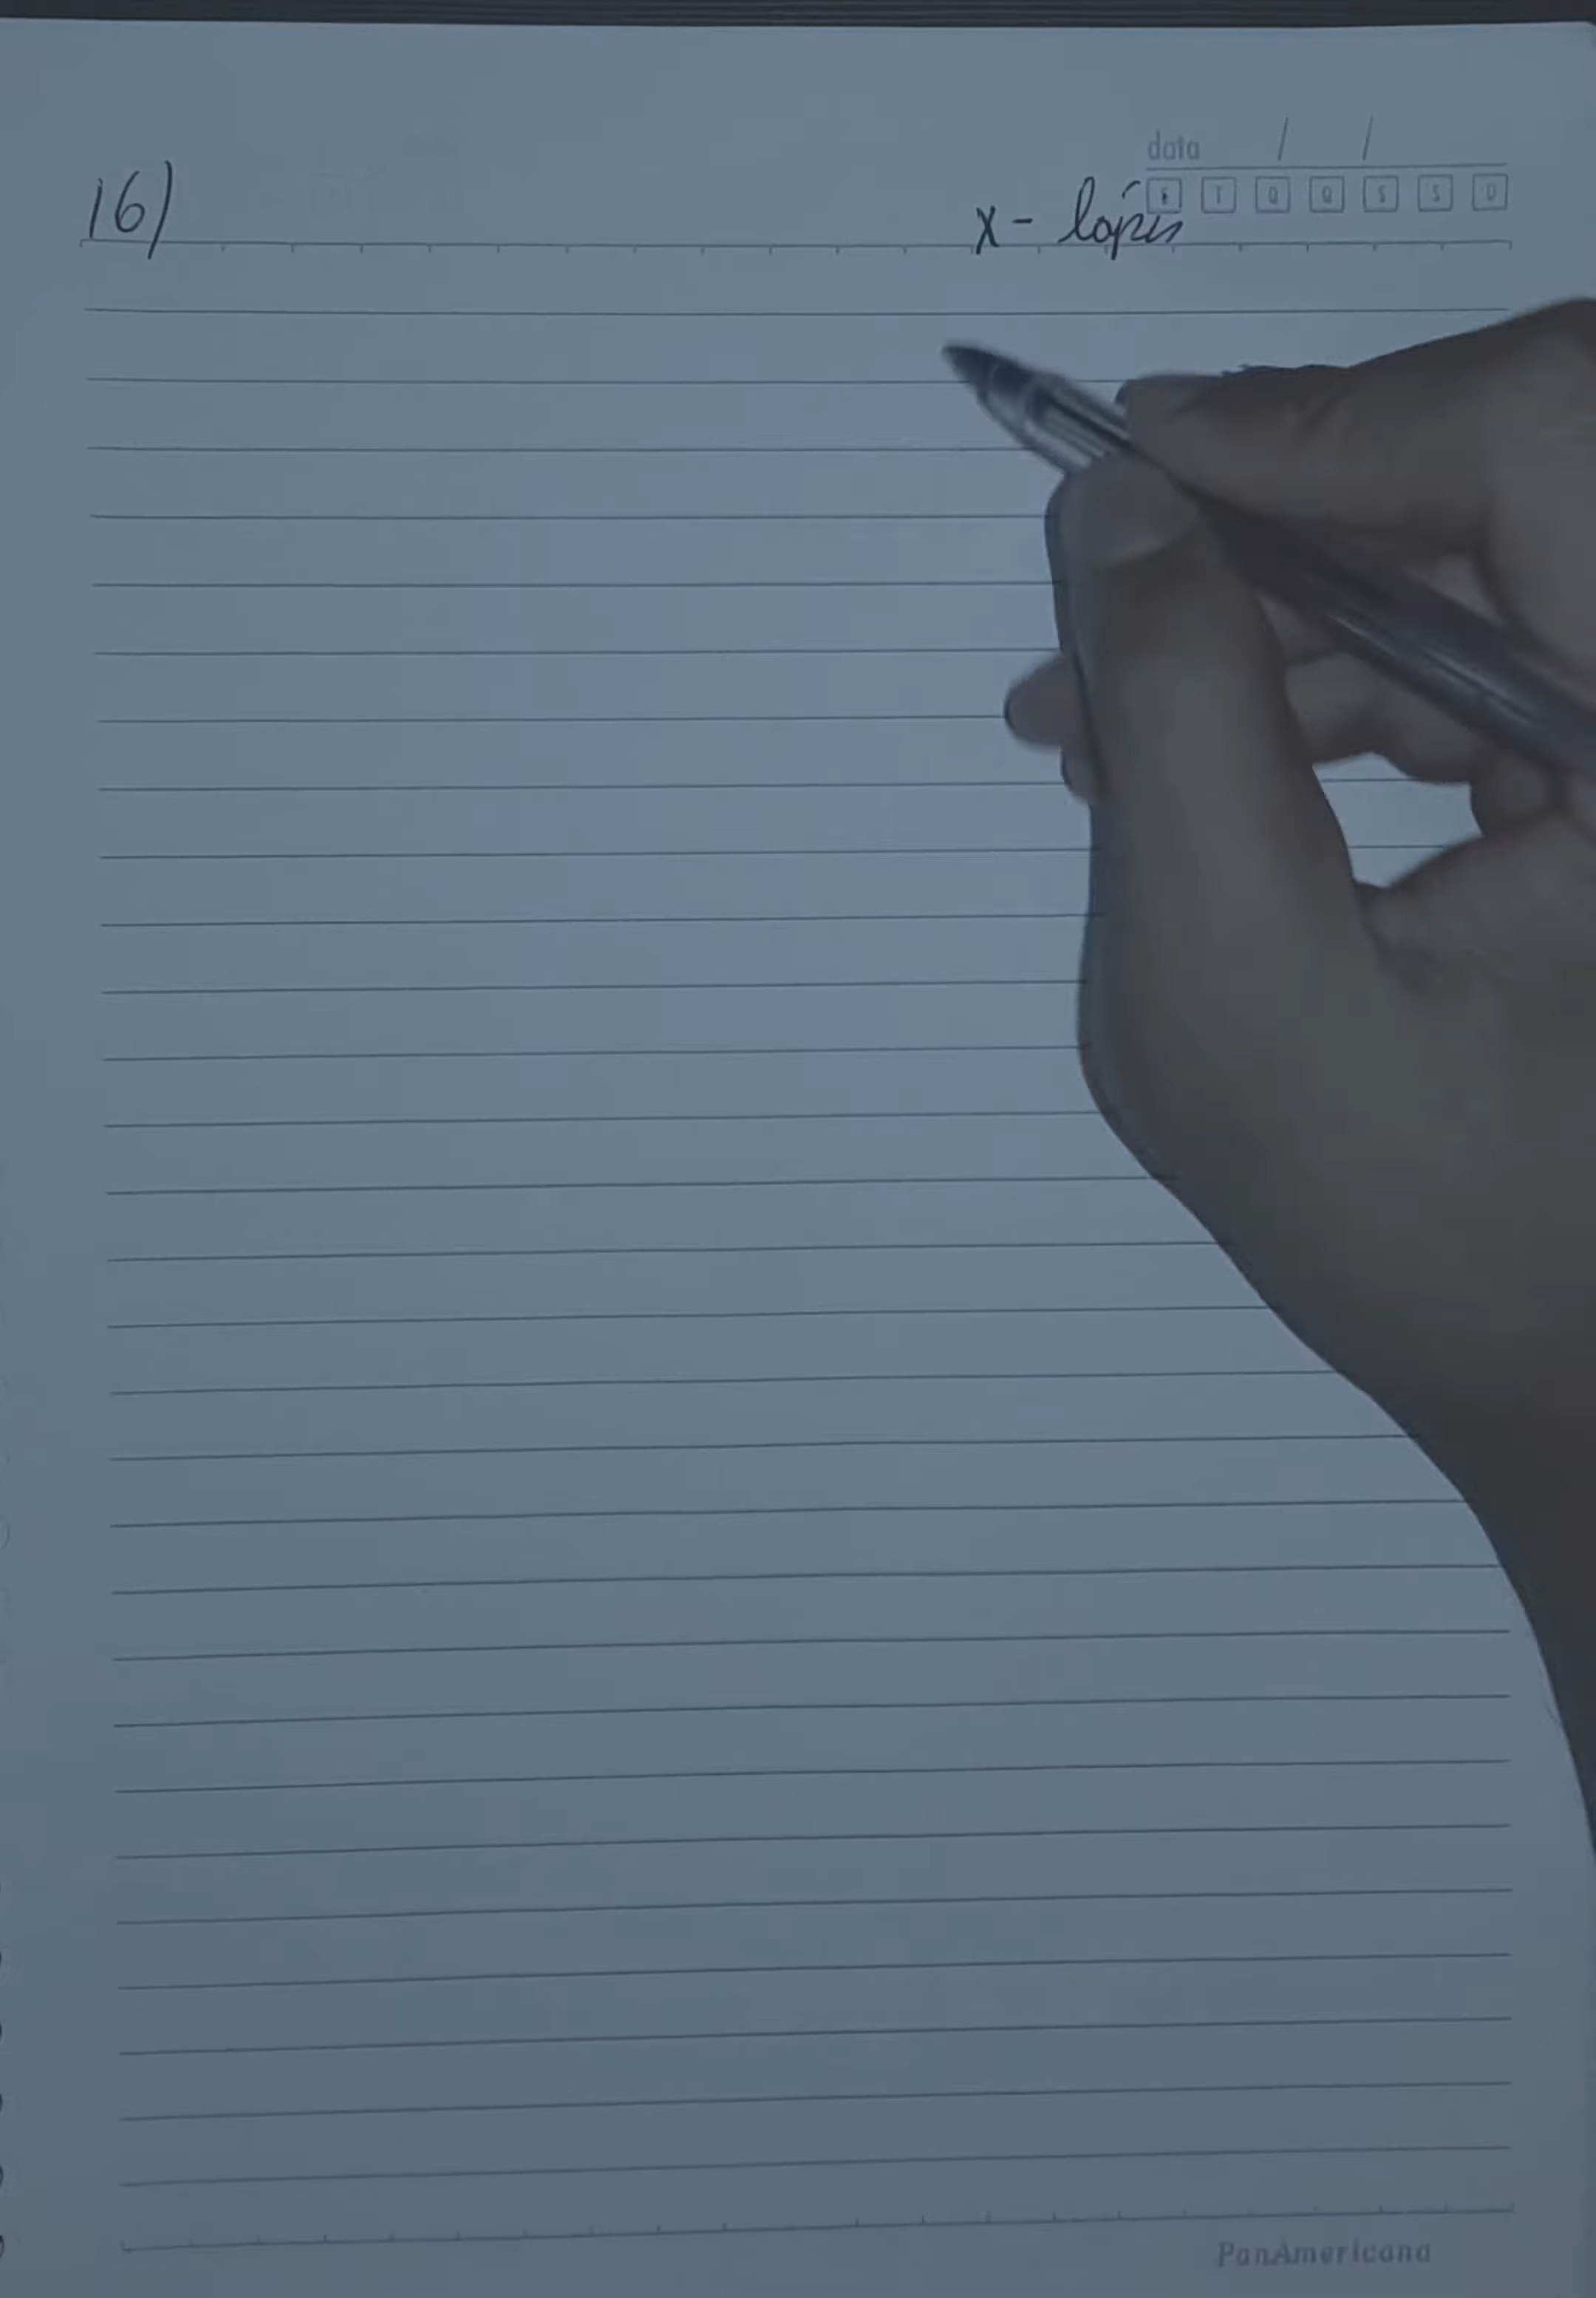 data / /
S T Q Q S S D
16) x - lápis
PanAmericana